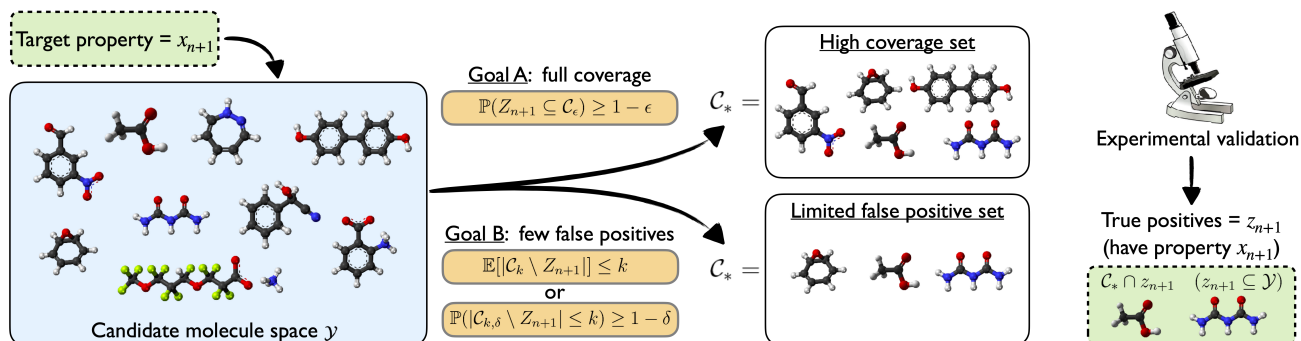 Target property = x_{n+1}
Candidate molecule space 𝒴
Goal A: full coverage
ℙ(Z_{n+1} ⊆ 𝒞_ϵ) ≥ 1 − ϵ
Goal B: few false positives
𝔼[|𝒞_k \ Z_{n+1}|] ≤ k
or
ℙ(|𝒞_{k,δ} \ Z_{n+1}| ≤ k) ≥ 1 − δ
𝒞_* =
High coverage set
𝒞_* =
Limited false positive set
Experimental validation
True positives = z_{n+1}
(have property x_{n+1})
𝒞_* ∩ z_{n+1} (z_{n+1} ⊆ 𝒴)